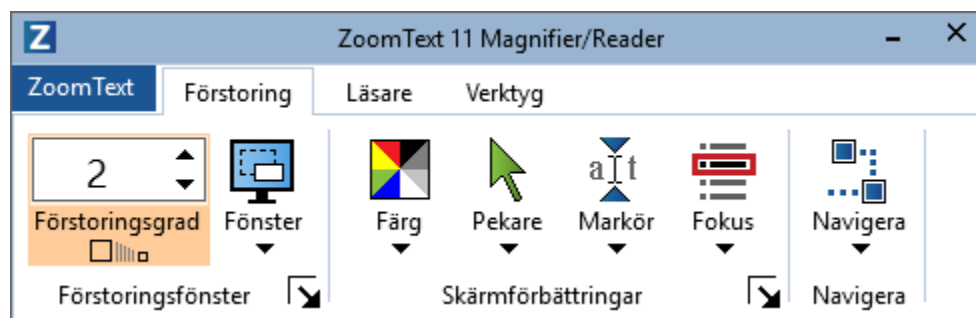 Z ZoomText 11 Magnifier/Reader
ZoomText Förstoring Läsare Verktyg
2
Förstoringsgrad Fönster Färg Pekare a t Markör Fokus Navigera
Förstoringsfönster Skärmförbättringar Navigera